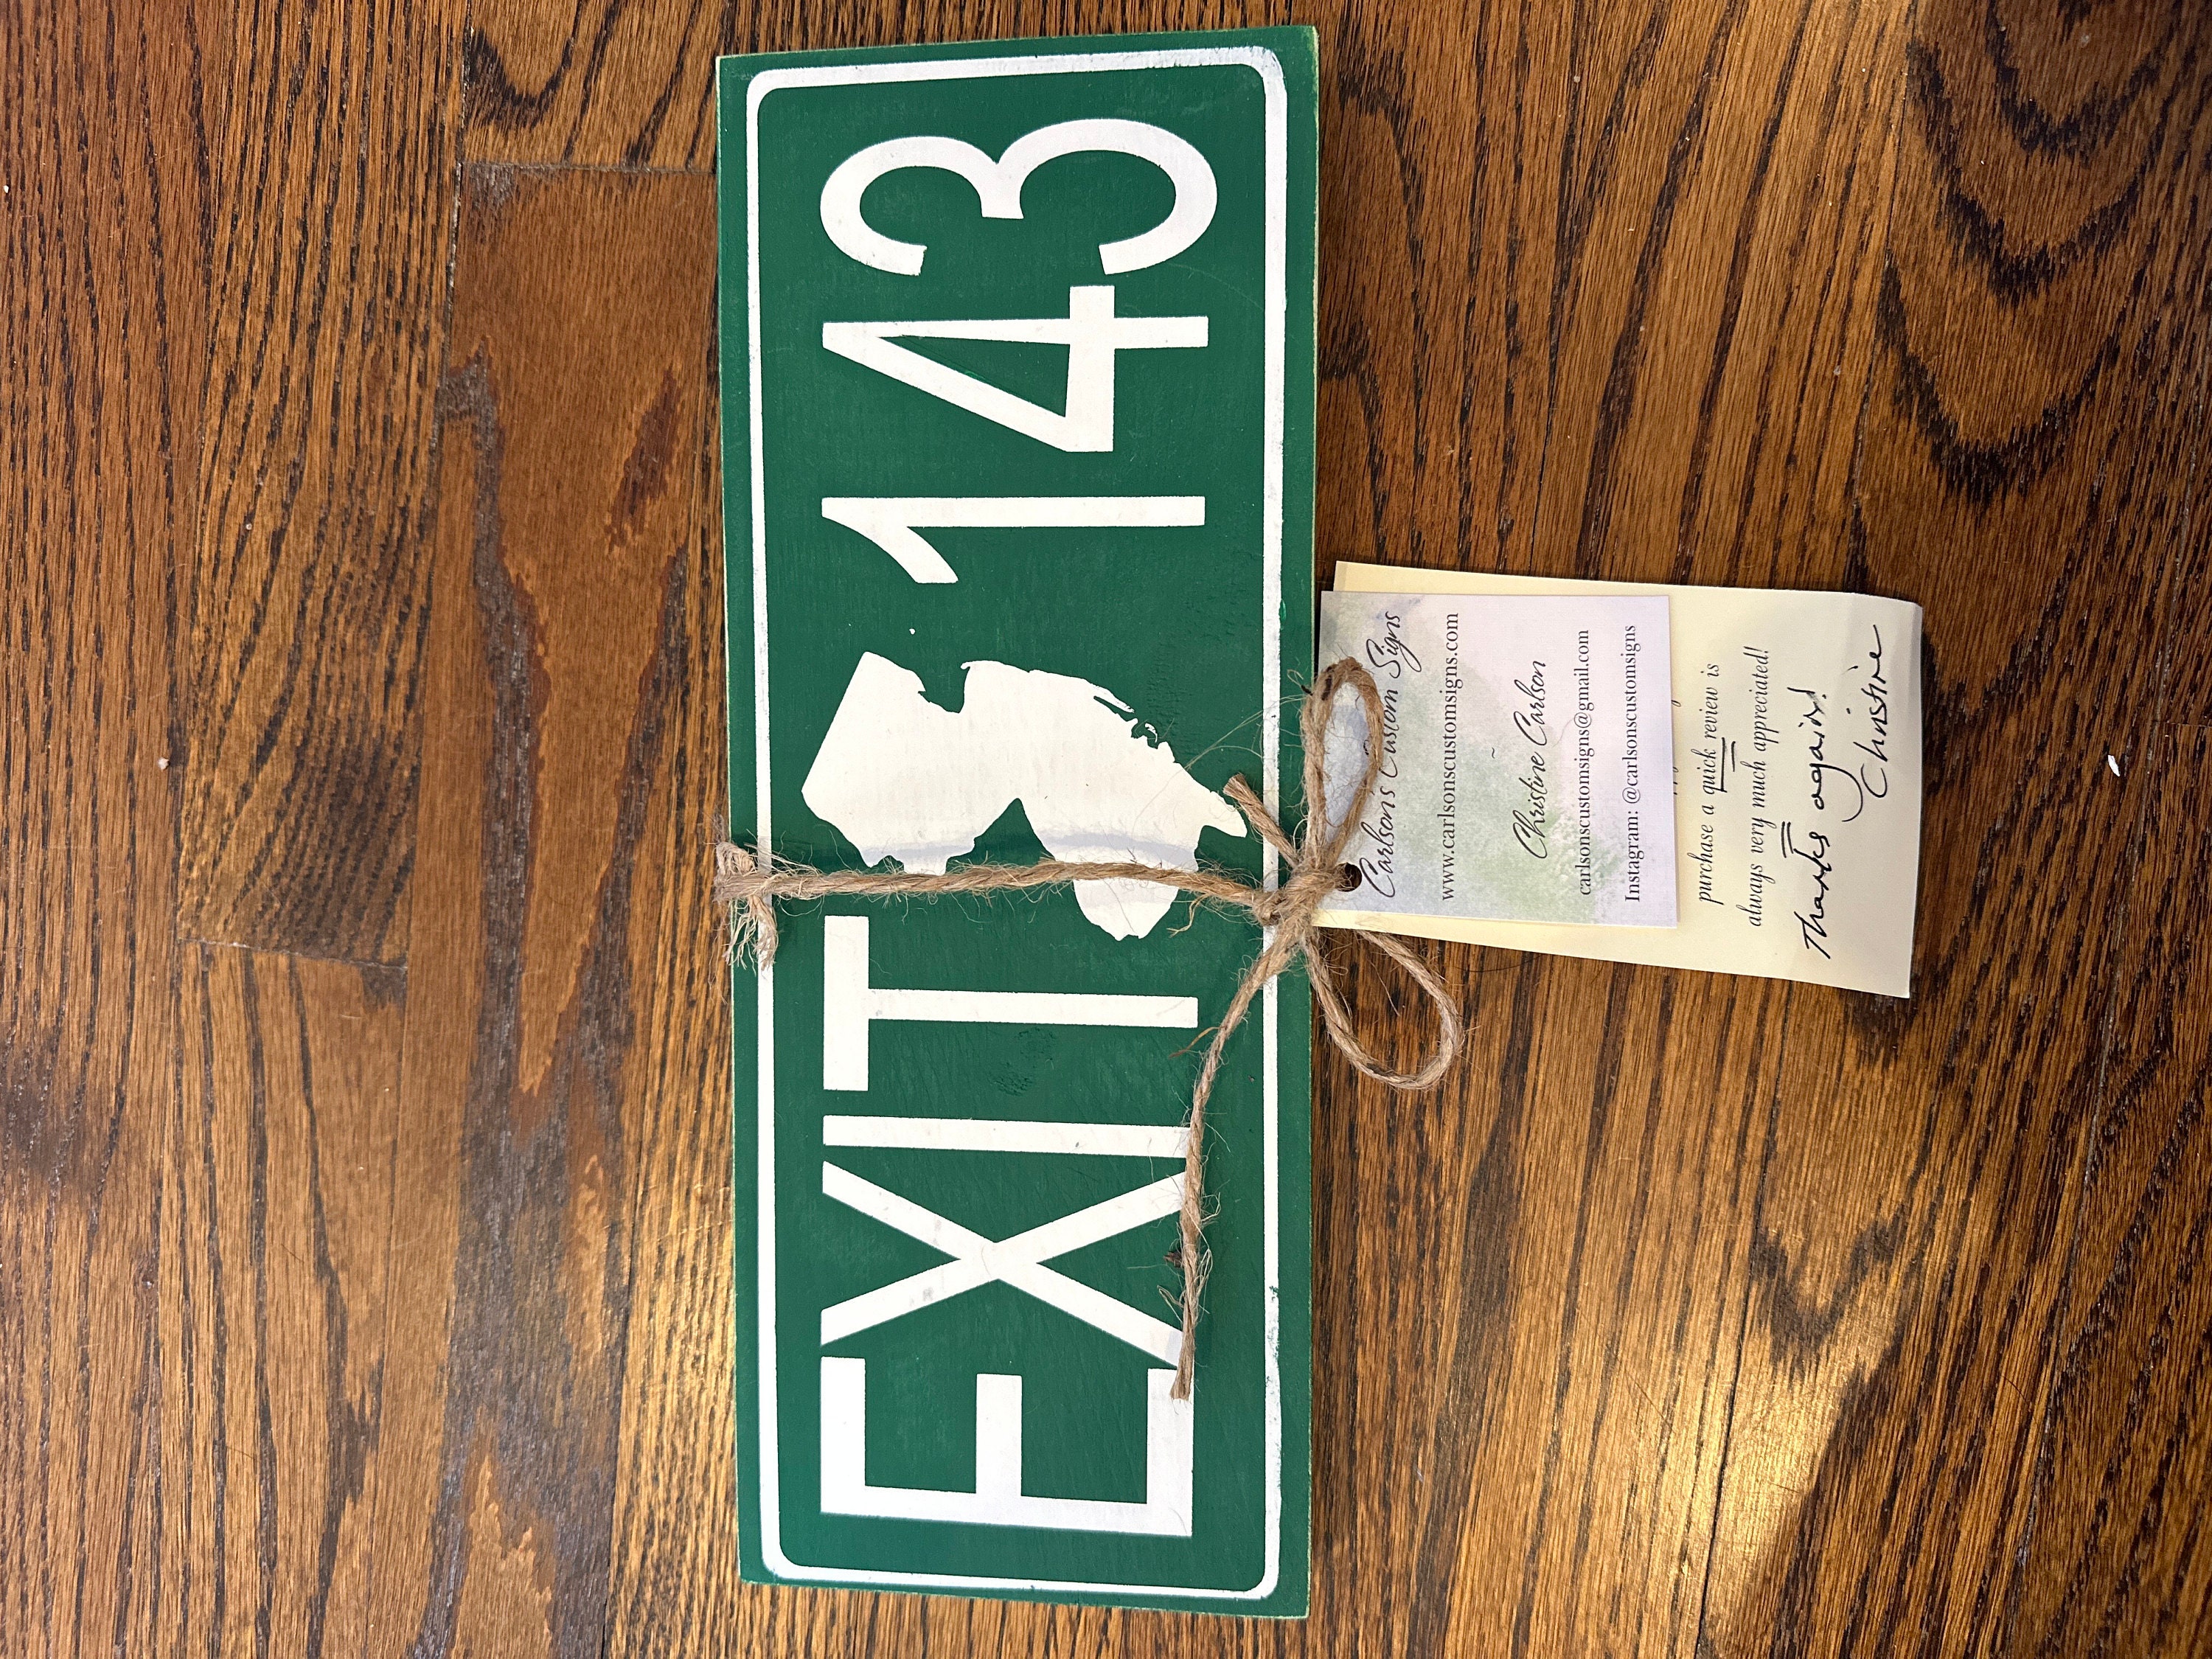 EXIT 143
Carlson's Custom Signs
www.carlsonscustomsigns.com
~
Christine Carlson
carlsonscustomsigns@gmail.com
Instagram: @carlsonscustomsigns
purchase a quick review is
always very much appreciated!
Thanks again!
Christine